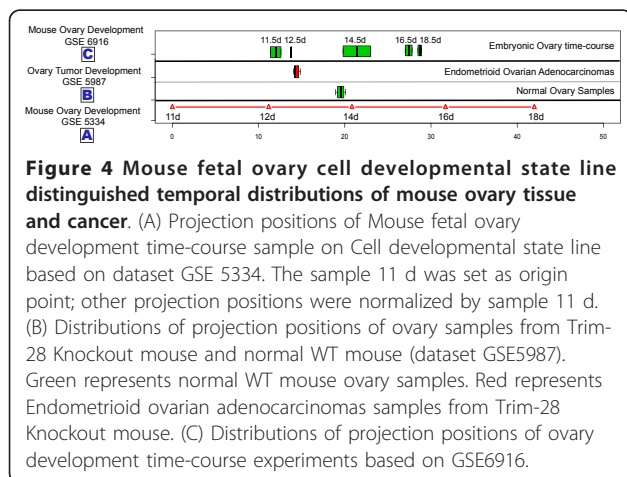 Mouse Ovary Development
GSE 6916
C
11.5d 12.5d 14.5d 16.5d 18.5d
Embryonic Ovary time-course
Ovary Tumor Development
GSE 5987
B
Endometrioid Ovarian Adenocarcinomas
Normal Ovary Samples
Mouse Ovary Development
GSE 5334
A
11d 12d 14d 16d 18d
0 10 20 30 40 50
Figure 4 Mouse fetal ovary cell developmental state line
distinguished temporal distributions of mouse ovary tissue
and cancer. (A) Projection positions of Mouse fetal ovary
development time-course sample on Cell developmental state line
based on dataset GSE 5334. The sample 11 d was set as origin
point; other projection positions were normalized by sample 11 d.
(B) Distributions of projection positions of ovary samples from Trim-
28 Knockout mouse and normal WT mouse (dataset GSE5987).
Green represents normal WT mouse ovary samples. Red represents
Endometrioid ovarian adenocarcinomas samples from Trim-28
Knockout mouse. (C) Distributions of projection positions of ovary
development time-course experiments based on GSE6916.